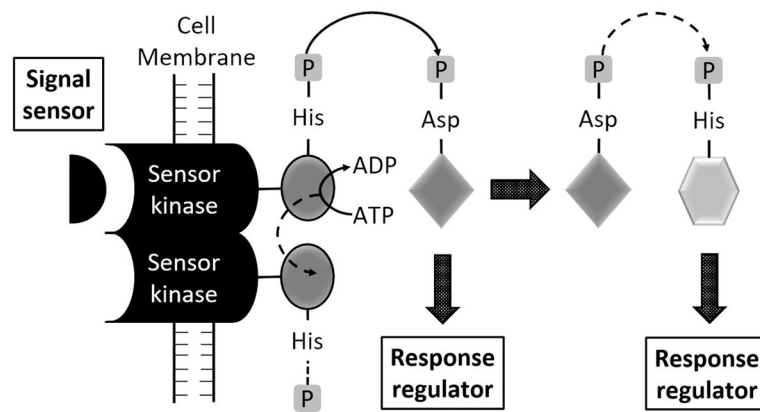 Cell
Membrane
Signal
sensor
P
P
P
P
His
Asp
Asp
His
Sensor
kinase
ADP
ATP
Sensor
kinase
His
P
Response
regulator
Response
regulator